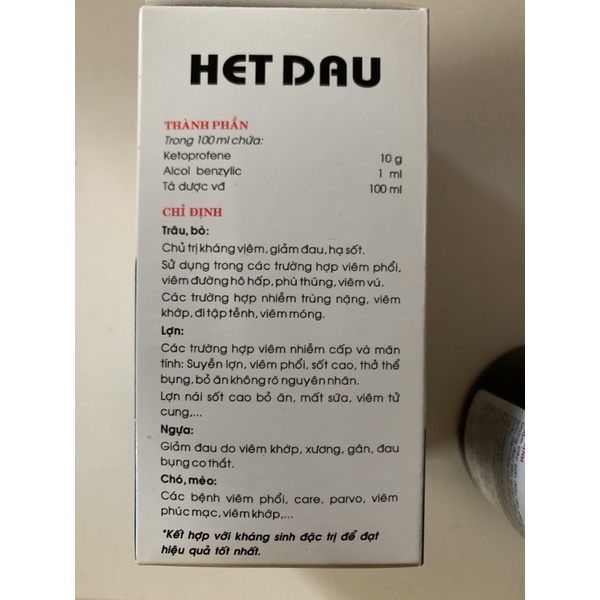 HET DAU
THÀNH PHẦN
Trong 100 ml chứa:
Ketoprofene 10 g
Alcol benzylic 1 ml
Tá dược vđ 100 ml
CHỈ ĐỊNH
Trâu, bò:
Chủ trị kháng viêm, giảm đau, hạ sốt.
Sử dụng trong các trường hợp viêm phổi,
viêm đường hô hấp, phù thũng, viêm vú.
Các trường hợp nhiễm trùng nặng, viêm
khớp, đi tập tễnh, viêm móng.
Lợn:
Các trường hợp viêm nhiễm cấp và mãn
tính: Suyễn lợn, viêm phổi, sốt cao, thở thể
bụng, bỏ ăn không rõ nguyên nhân.
Lợn nái sốt cao bỏ ăn, mất sữa, viêm tử
cung,...
Ngựa:
Giảm đau do viêm khớp, xương, gân, đau
bụng co thắt.
Chó, mèo:
Các bệnh viêm phổi, care, parvo, viêm
phúc mạc, viêm khớp,...
*Kết hợp với kháng sinh đặc trị để đạt
hiệu quả tốt nhất.